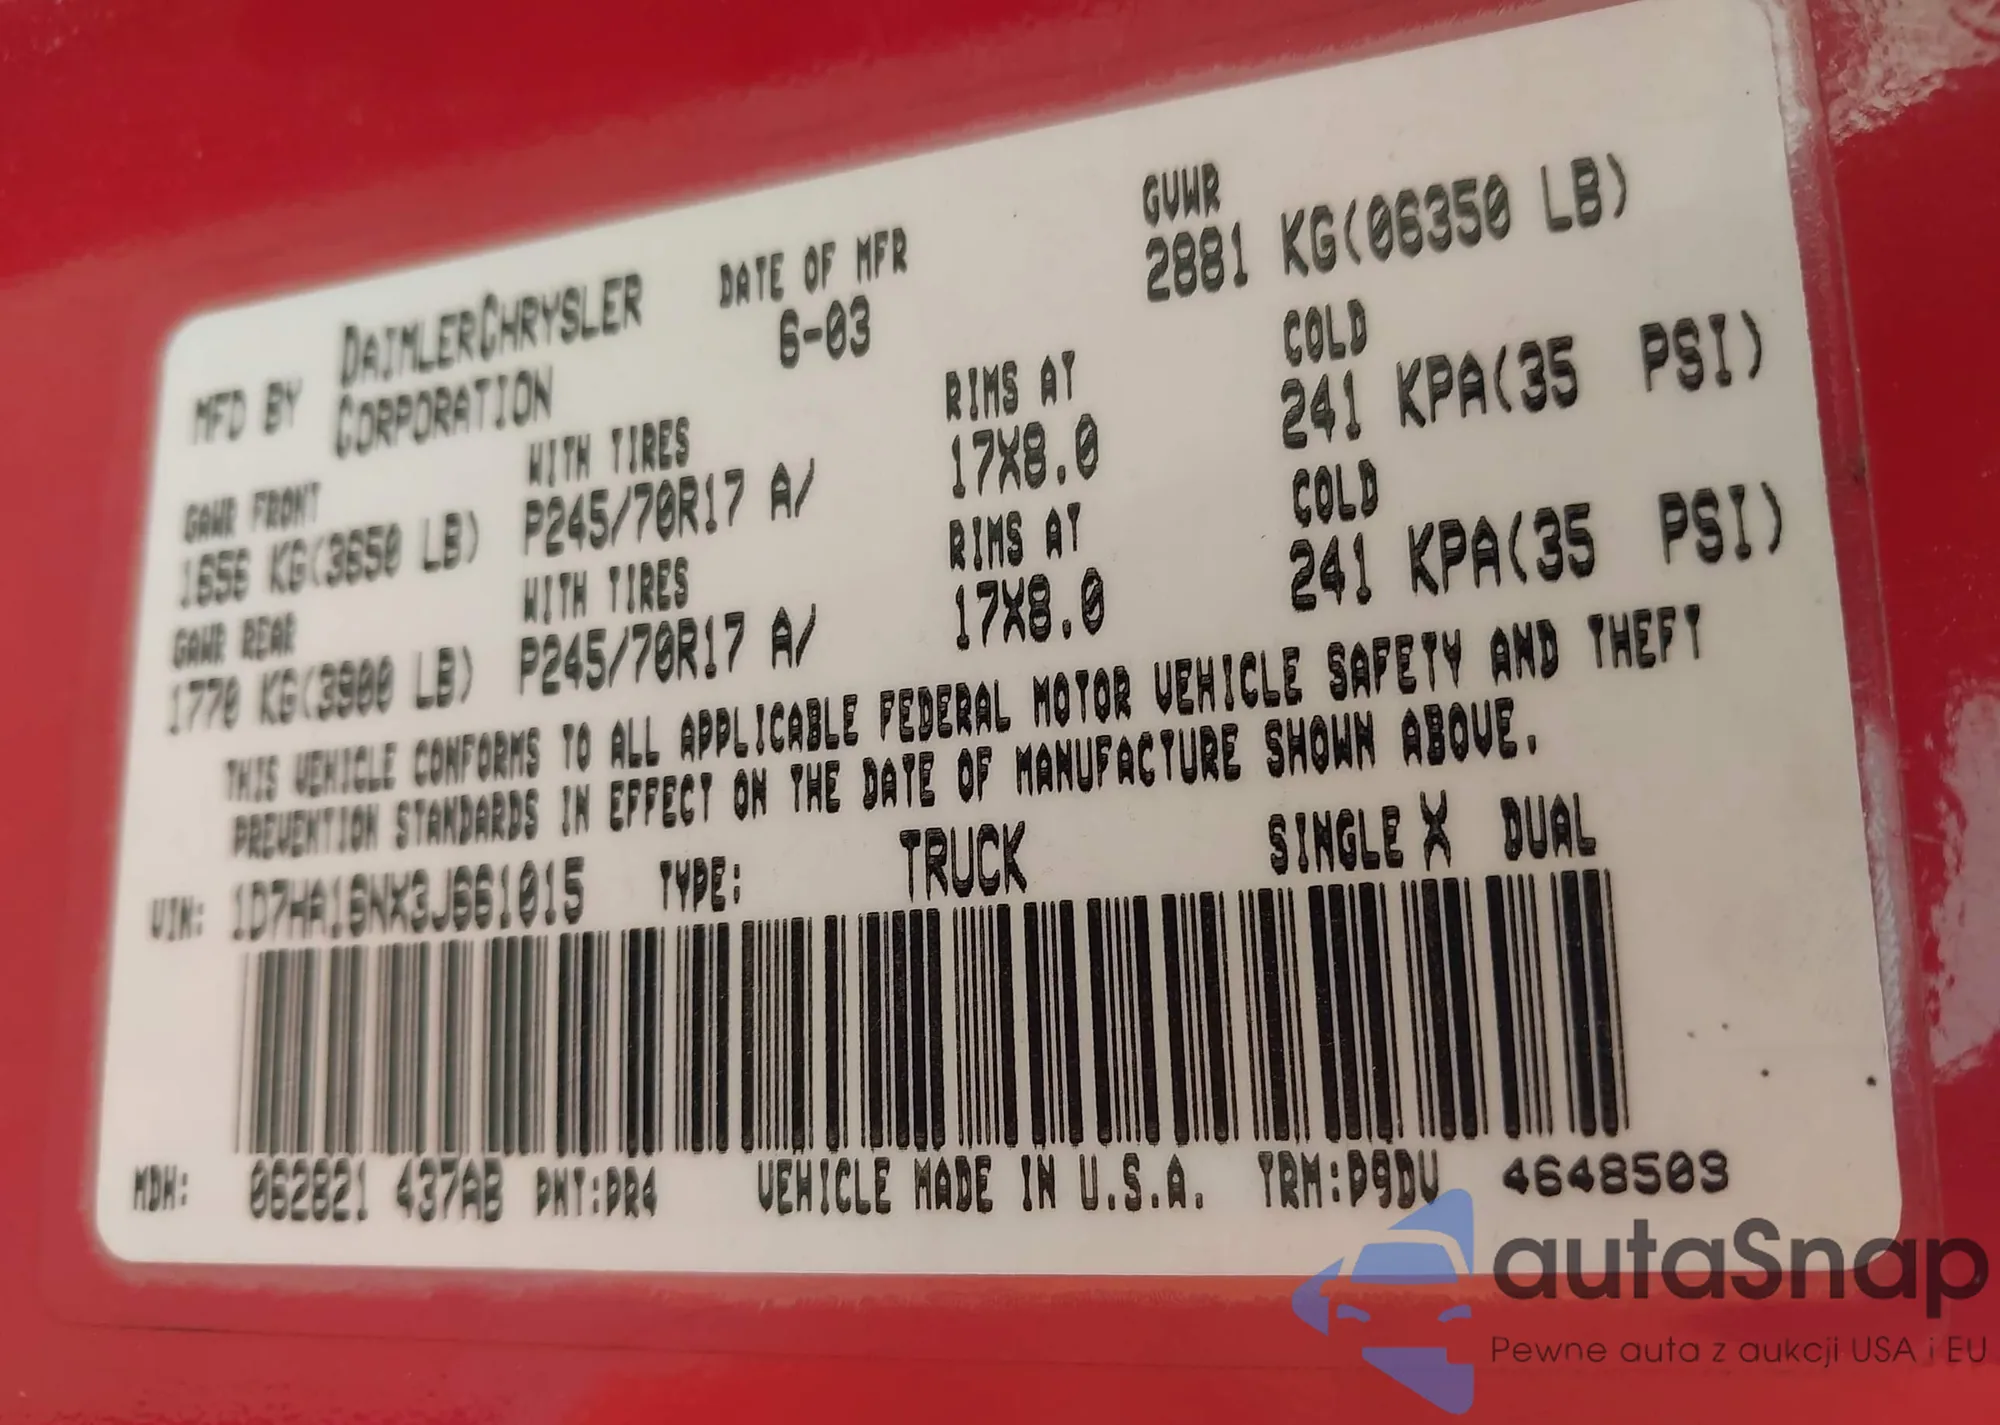 MFD BY DAIMLERCHRYSLER CORPORATION
DATE OF MFR
6-03
GVWR
2881 KG(06350 LB)
GAWR FRONT
1656 KG(3650 LB)
WITH TIRES
P245/70R17 A/
RIMS AT
17X8.0
COLD
241 KPA(35 PSI)
GAWR REAR
1770 KG(3900 LB)
WITH TIRES
P245/70R17 A/
RIMS AT
17X8.0
COLD
241 KPA(35 PSI)
THIS VEHICLE CONFORMS TO ALL APPLICABLE FEDERAL MOTOR VEHICLE SAFETY AND THEFT
PREVENTION STANDARDS IN EFFECT ON THE DATE OF MANUFACTURE SHOWN ABOVE.
VIN: 1D7HA16NX3J661015 TYPE: TRUCK SINGLE X DUAL
MDH: 062821 437AB PNT:PR4 VEHICLE MADE IN U.S.A. TRM:P9DV 4648503
autaSnap
Pewne auta z aukcji USA i EU